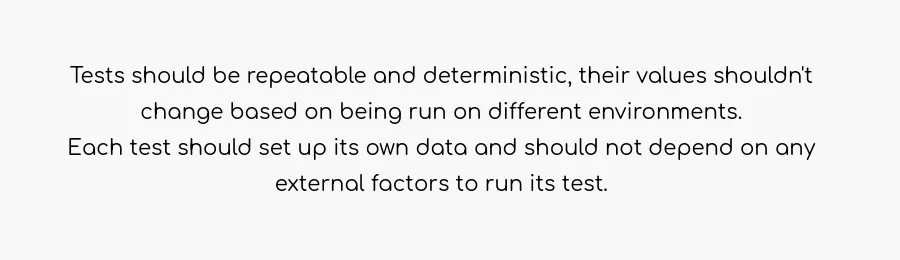 Tests should be repeatable and deterministic, their values shouldn't
change based on being run on different environments.
Each test should set up its own data and should not depend on any
external factors to run its test.